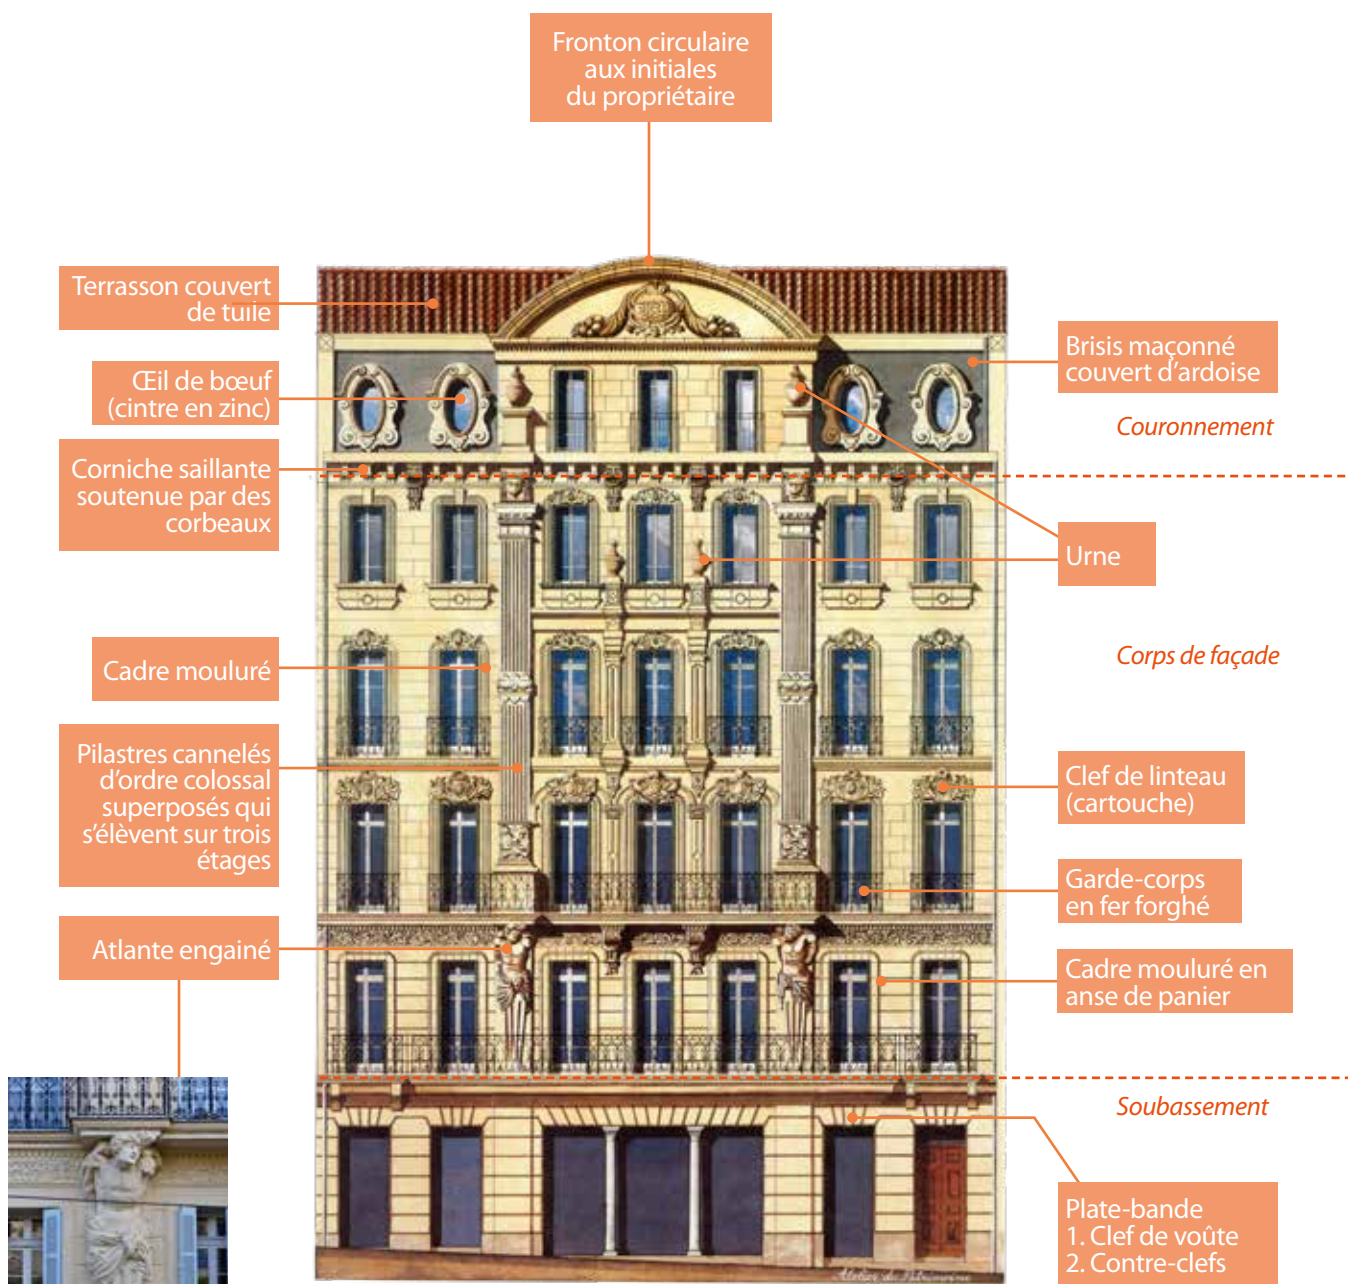 Fronton circulaire
aux initiales
du propriétaire
Terrasson couvert
de tuile
Œil de bœuf
(cintre en zinc)
Corniche saillante
soutenue par des
corbeaux
Cadre mouluré
Pilastres cannelés
d'ordre colossal
superposés qui
s'élèvent sur trois
étages
Atlante engainé
Brisis maçonné
couvert d'ardoise
Couronnement
Urne
Corps de façade
Clef de linteau
(cartouche)
Garde-corps
en fer forghé
Cadre mouluré en
anse de panier
Soubassement
Plate-bande
1. Clef de voûte
2. Contre-clefs
Atelier du Patrimoine